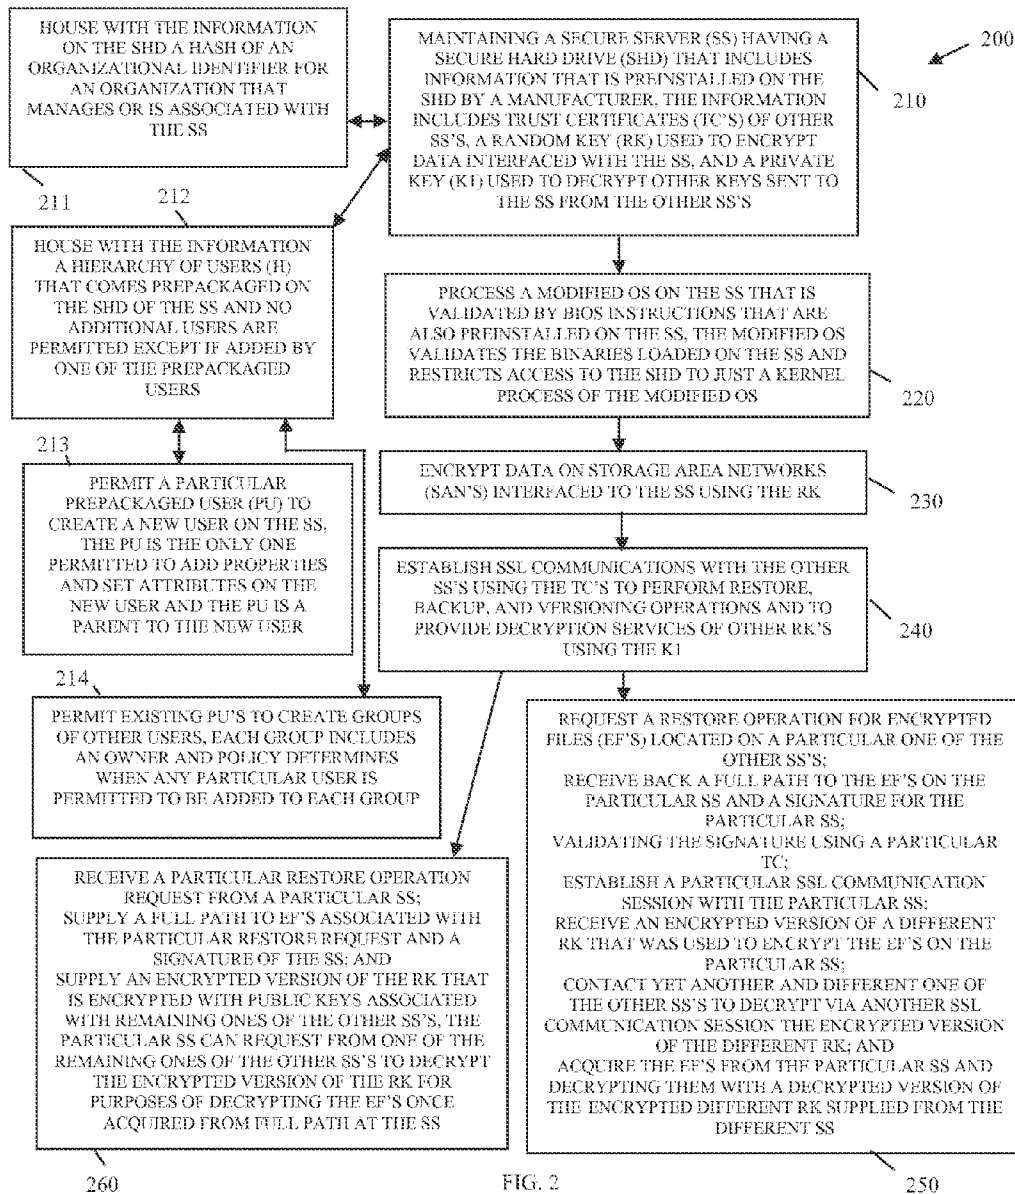 HOUSE WITH THE INFORMATION
ON THE SHD A HASH OF AN
ORGANIZATIONAL IDENTIFIER FOR
AN ORGANIZATION THAT
MANAGES OR IS ASSOCIATED WITH
THE SS
211
MAINTAINING A SECURE SERVER (SS) HAVING A
SECURE HARD DRIVE (SHD) THAT INCLUDES
INFORMATION THAT IS PREINSTALLED ON THE
SHD BY A MANUFACTURER, THE INFORMATION
INCLUDES TRUST CERTIFICATES (TC'S) OF OTHER
SS'S, A RANDOM KEY (RK) USED TO ENCRYPT
DATA INTERFACED WITH THE SS, AND A PRIVATE
KEY (K1) USED TO DECRYPT OTHER KEYS SENT TO
THE SS FROM THE OTHER SS'S
200
210
212
HOUSE WITH THE INFORMATION
A HIERARCHY OF USERS (H)
THAT COMES PREPACKAGED ON
THE SHD OF THE SS AND NO
ADDITIONAL USERS ARE
PERMITTED EXCEPT IF ADDED BY
ONE OF THE PREPACKAGED
USERS
PROCESS A MODIFIED OS ON THE SS THAT IS
VALIDATED BY BIOS INSTRUCTIONS THAT ARE
ALSO PREINSTALLED ON THE SS, THE MODIFIED OS
VALIDATES THE BINARIES LOADED ON THE SS AND
RESTRICTS ACCESS TO THE SHD TO JUST A KERNEL
PROCESS OF THE MODIFIED OS
220
213
PERMIT A PARTICULAR
PREPACKAGED USER (PU) TO
CREATE A NEW USER ON THE SS,
THE PU IS THE ONLY ONE
PERMITTED TO ADD PROPERTIES
AND SET ATTRIBUTES ON THE
NEW USER AND THE PU IS A
PARENT TO THE NEW USER
ENCRYPT DATA ON STORAGE AREA NETWORKS
(SAN'S) INTERFACED TO THE SS USING THE RK
230
ESTABLISH SSL COMMUNICATIONS WITH THE OTHER
SS'S USING THE TC'S TO PERFORM RESTORE,
BACKUP, AND VERSIONING OPERATIONS AND TO
PROVIDE DECRYPTION SERVICES OF OTHER RK'S
USING THE K1
240
214
PERMIT EXISTING PU'S TO CREATE GROUPS
OF OTHER USERS, EACH GROUP INCLUDES
AN OWNER AND POLICY DETERMINES
WHEN ANY PARTICULAR USER IS
PERMITTED TO BE ADDED TO EACH GROUP
REQUEST A RESTORE OPERATION FOR ENCRYPTED
FILES (EF'S) LOCATED ON A PARTICULAR ONE OF THE
OTHER SS'S;
RECEIVE BACK A FULL PATH TO THE EF'S ON THE
PARTICULAR SS AND A SIGNATURE FOR THE
PARTICULAR SS;
VALIDATING THE SIGNATURE USING A PARTICULAR
TC;
ESTABLISH A PARTICULAR SSL COMMUNICATION
SESSION WITH THE PARTICULAR SS;
RECEIVE AN ENCRYPTED VERSION OF A DIFFERENT
RK THAT WAS USED TO ENCRYPT THE EF'S ON THE
PARTICULAR SS;
CONTACT YET ANOTHER AND DIFFERENT ONE OF
THE OTHER SS'S TO DECRYPT VIA ANOTHER SSL
COMMUNICATION SESSION THE ENCRYPTED VERSION
OF THE DIFFERENT RK; AND
ACQUIRE THE EF'S FROM THE PARTICULAR SS AND
DECRYPTING THEM WITH A DECRYPTED VERSION OF
THE ENCRYPTED DIFFERENT RK SUPPLIED FROM THE
DIFFERENT SS
250
RECEIVE A PARTICULAR RESTORE OPERATION
REQUEST FROM A PARTICULAR SS;
SUPPLY A FULL PATH TO EF'S ASSOCIATED WITH
THE PARTICULAR RESTORE REQUEST AND A
SIGNATURE OF THE SS; AND
SUPPLY AN ENCRYPTED VERSION OF THE RK THAT
IS ENCRYPTED WITH PUBLIC KEYS ASSOCIATED
WITH REMAINING ONES OF THE OTHER SS'S, THE
PARTICULAR SS CAN REQUEST FROM ONE OF THE
REMAINING ONES OF THE OTHER SS'S TO DECRYPT
THE ENCRYPTED VERSION OF THE RK FOR
PURPOSES OF DECRYPTING THE EF'S ONCE
ACQUIRED FROM FULL PATH AT THE SS
260
FIG. 2